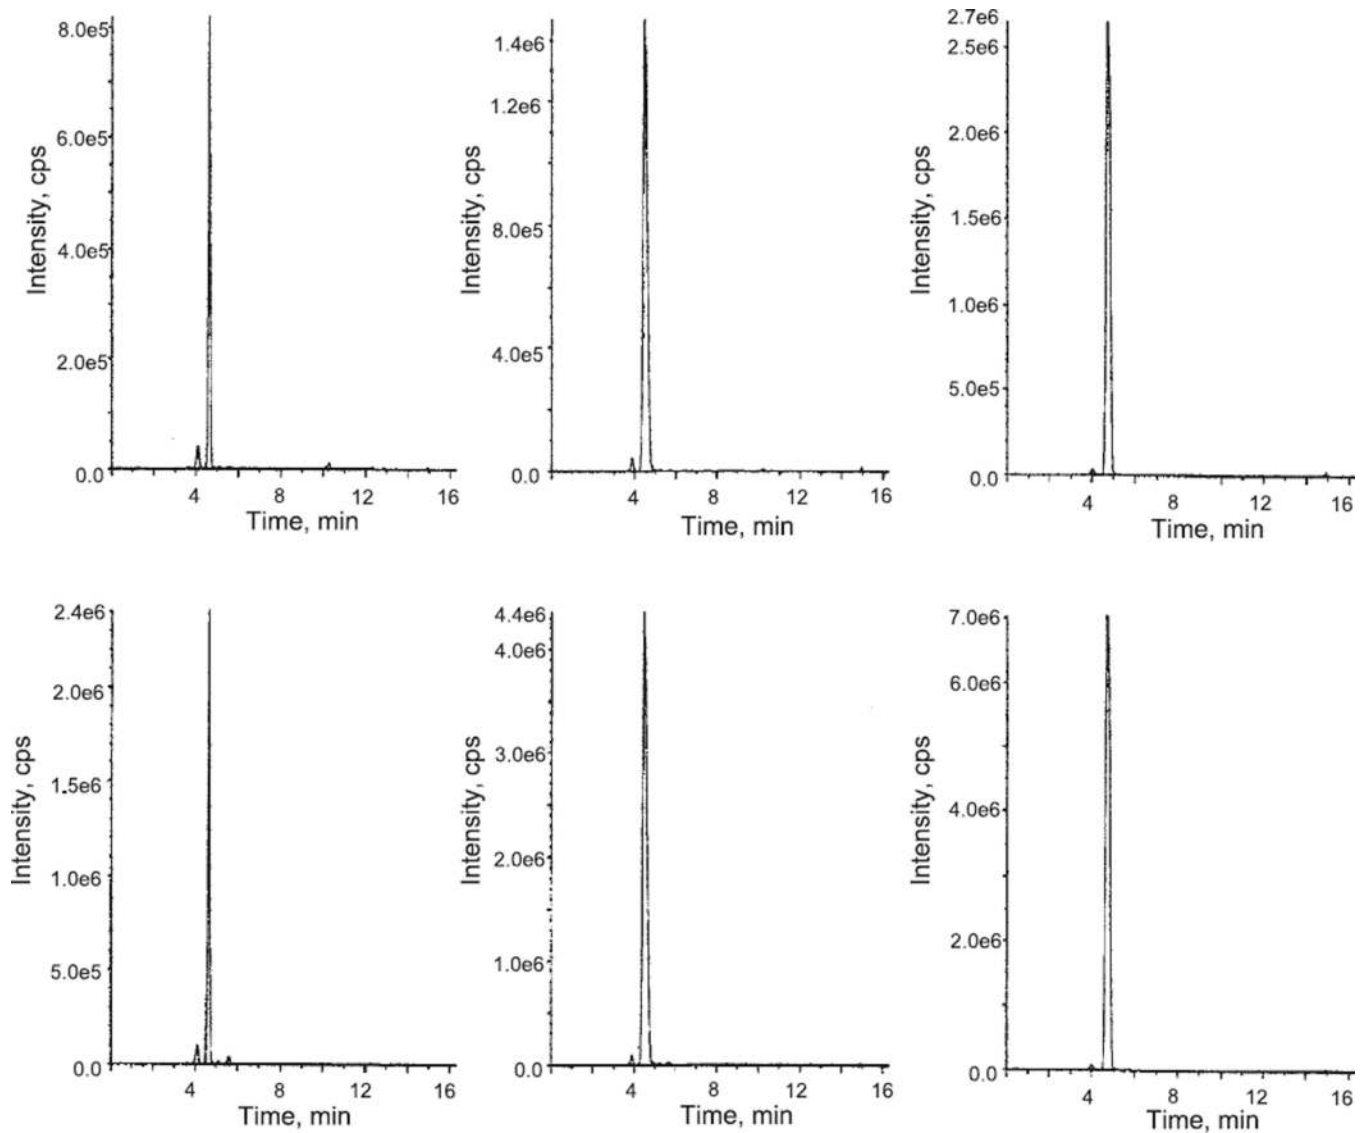 8.0e5
6.0e5
4.0e5
2.0e5
0.0
Intensity, cps
4 8 12 16
Time, min
1.4e6
1.2e6
8.0e5
4.0e5
0.0
Intensity, cps
4 8 12 16
Time, min
2.7e6
2.5e6
2.0e6
1.5e6
1.0e6
5.0e5
0.0
Intensity, cps
4 8 12 16
Time, min
2.4e6
2.0e6
1.5e6
1.0e6
5.0e5
0.0
Intensity, cps
4 8 12 16
Time, min
4.4e6
4.0e6
3.0e6
2.0e6
1.0e6
0.0
Intensity, cps
4 8 12 16
Time, min
7.0e6
6.0e6
4.0e6
2.0e6
0.0
Intensity, cps
4 8 12 16
Time, min